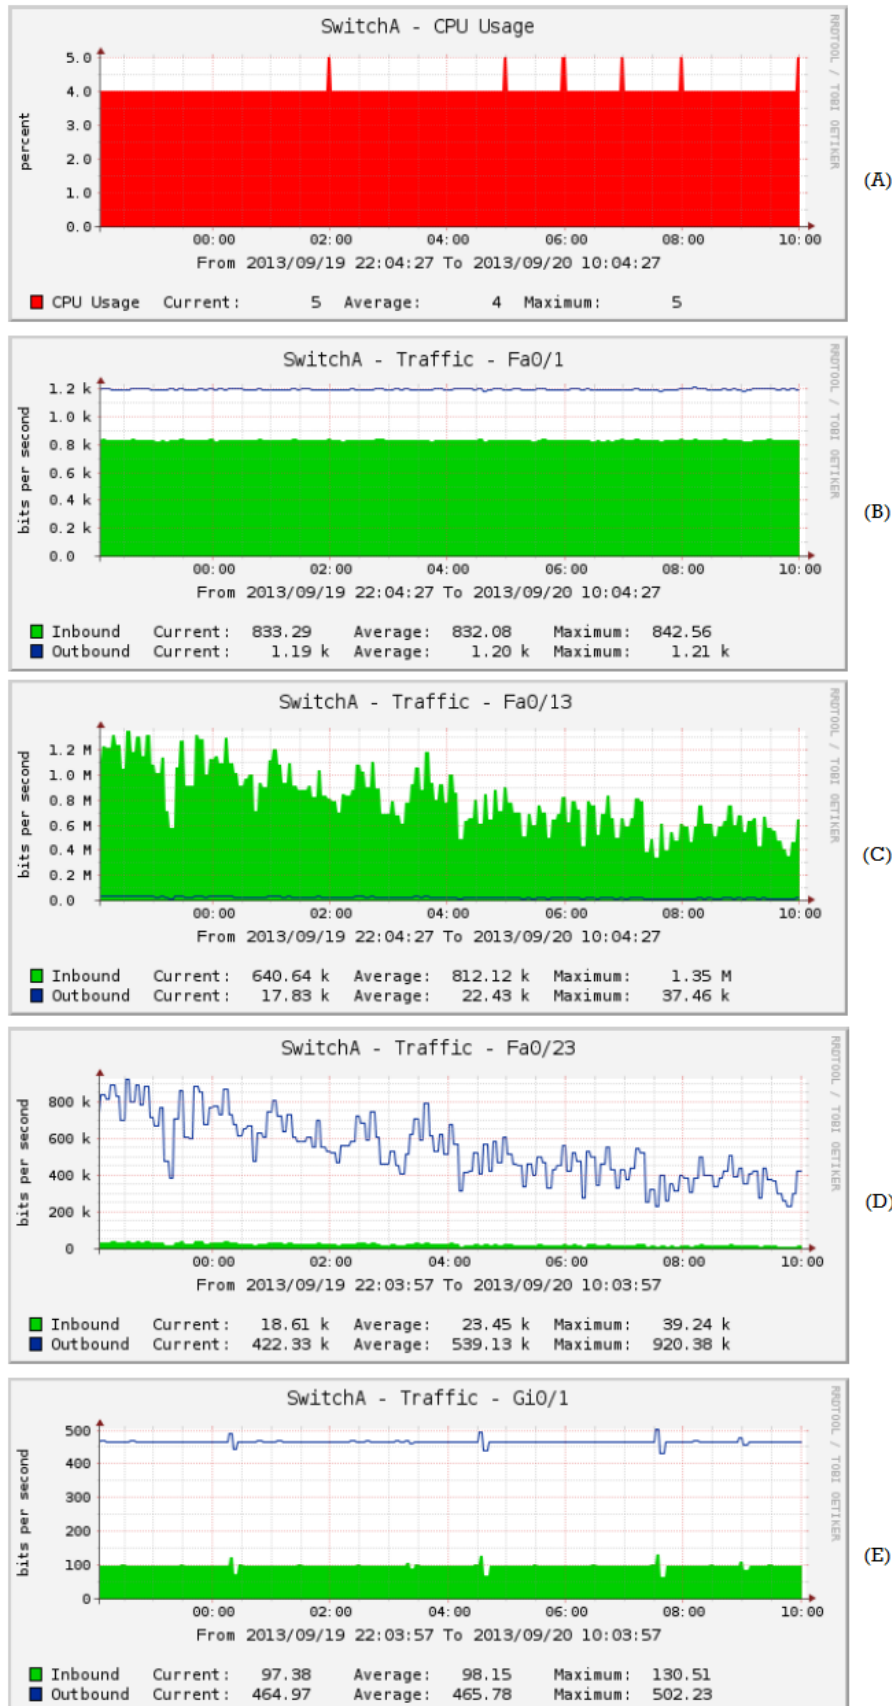 SwitchA - CPU Usage
RRDTOOL / TOBI OETIKER
percent
5.0
4.0
3.0
2.0
1.0
0.0
00:00 02:00 04:00 06:00 08:00 10:00
From 2013/09/19 22:04:27 To 2013/09/20 10:04:27
CPU Usage Current: 5 Average: 4 Maximum: 5
(A)
SwitchA - Traffic - Fa0/1
RRDTOOL / TOBI OETIKER
bits per second
1.2 k
1.0 k
0.8 k
0.6 k
0.4 k
0.2 k
0.0
00:00 02:00 04:00 06:00 08:00 10:00
From 2013/09/19 22:04:27 To 2013/09/20 10:04:27
Inbound Current: 833.29 Average: 832.08 Maximum: 842.56
Outbound Current: 1.19 k Average: 1.20 k Maximum: 1.21 k
(B)
SwitchA - Traffic - Fa0/13
RRDTOOL / TOBI OETIKER
bits per second
1.2 M
1.0 M
0.8 M
0.6 M
0.4 M
0.2 M
0.0
00:00 02:00 04:00 06:00 08:00 10:00
From 2013/09/19 22:04:27 To 2013/09/20 10:04:27
Inbound Current: 640.64 k Average: 812.12 k Maximum: 1.35 M
Outbound Current: 17.83 k Average: 22.43 k Maximum: 37.46 k
(C)
SwitchA - Traffic - Fa0/23
RRDTOOL / TOBI OETIKER
bits per second
800 k
600 k
400 k
200 k
0
00:00 02:00 04:00 06:00 08:00 10:00
From 2013/09/19 22:03:57 To 2013/09/20 10:03:57
Inbound Current: 18.61 k Average: 23.45 k Maximum: 39.24 k
Outbound Current: 422.33 k Average: 539.13 k Maximum: 920.38 k
(D)
SwitchA - Traffic - Gi0/1
RRDTOOL / TOBI OETIKER
bits per second
500
400
300
200
100
0
00:00 02:00 04:00 06:00 08:00 10:00
From 2013/09/19 22:03:57 To 2013/09/20 10:03:57
Inbound Current: 97.38 Average: 98.15 Maximum: 130.51
Outbound Current: 464.97 Average: 465.78 Maximum: 502.23
(E)